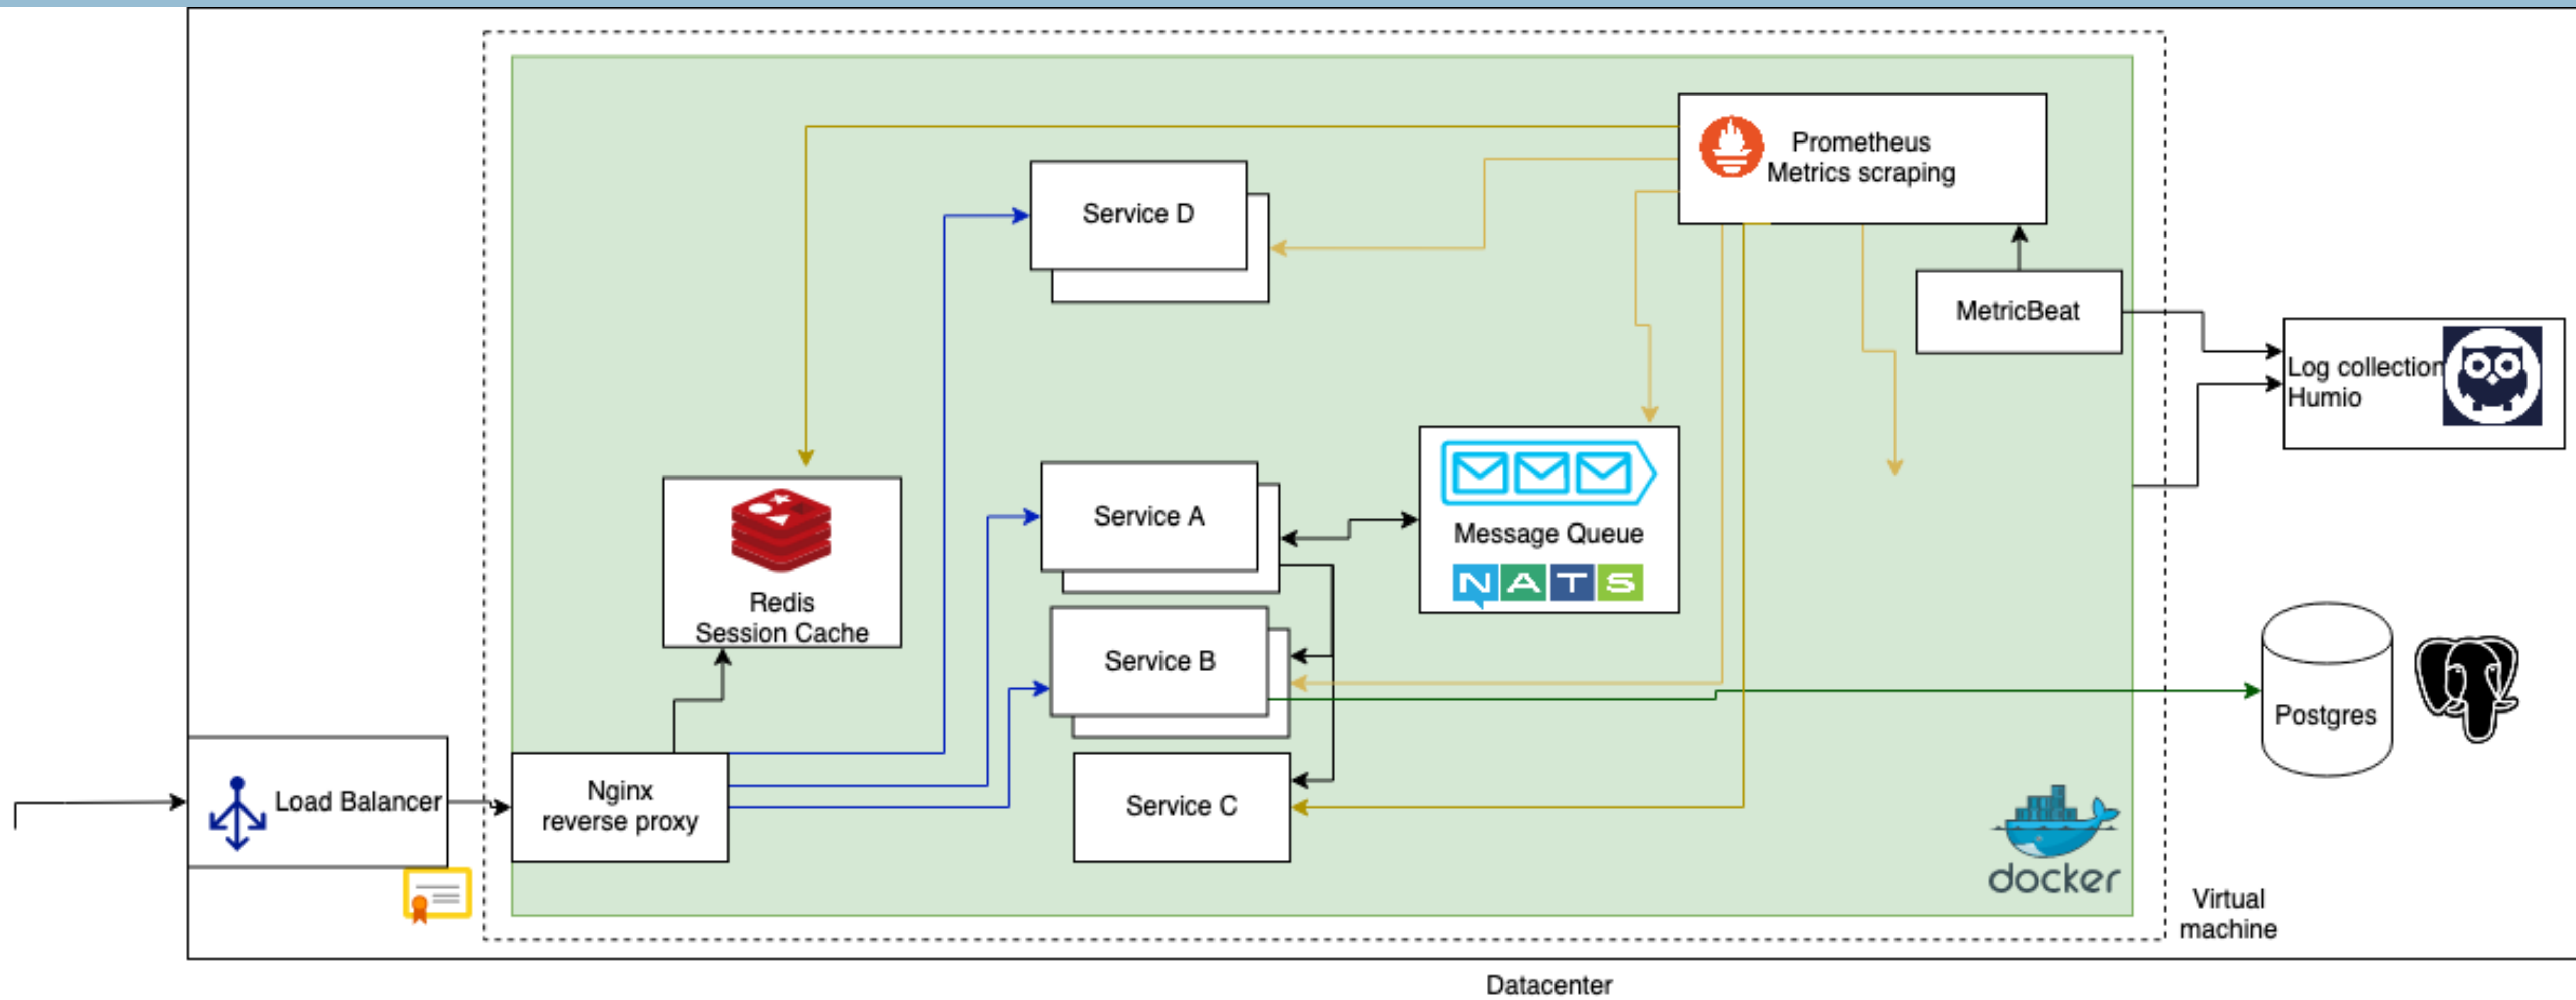 Prometheus
Metrics scraping
Service D
MetricBeat
Log collection
Humio
Service A
Message Queue
NATS
Redis
Session Cache
Service B
Postgres
Load Balancer
Nginx
reverse proxy
Service C
docker
Virtual
machine
Datacenter